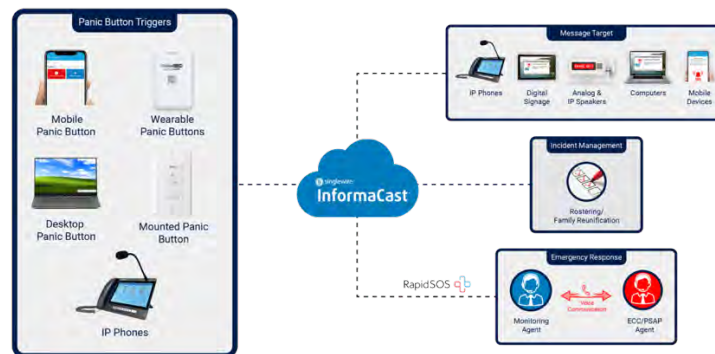 Panic Button Triggers
Mobile
Panic Button
Wearable
Panic Buttons
Desktop
Panic Button
Mounted Panic
Button
IP Phones
singlewire
InformaCast
Message Target
IP Phones
Digital
Signage
Analog &
IP Speakers
Computers
Mobile
Devices
Incident Management
Rostering/
Family Reunification
RapidSOS
Emergency Response
Monitoring
Agent
Voice
Communication
ECC/PSAP
Agent